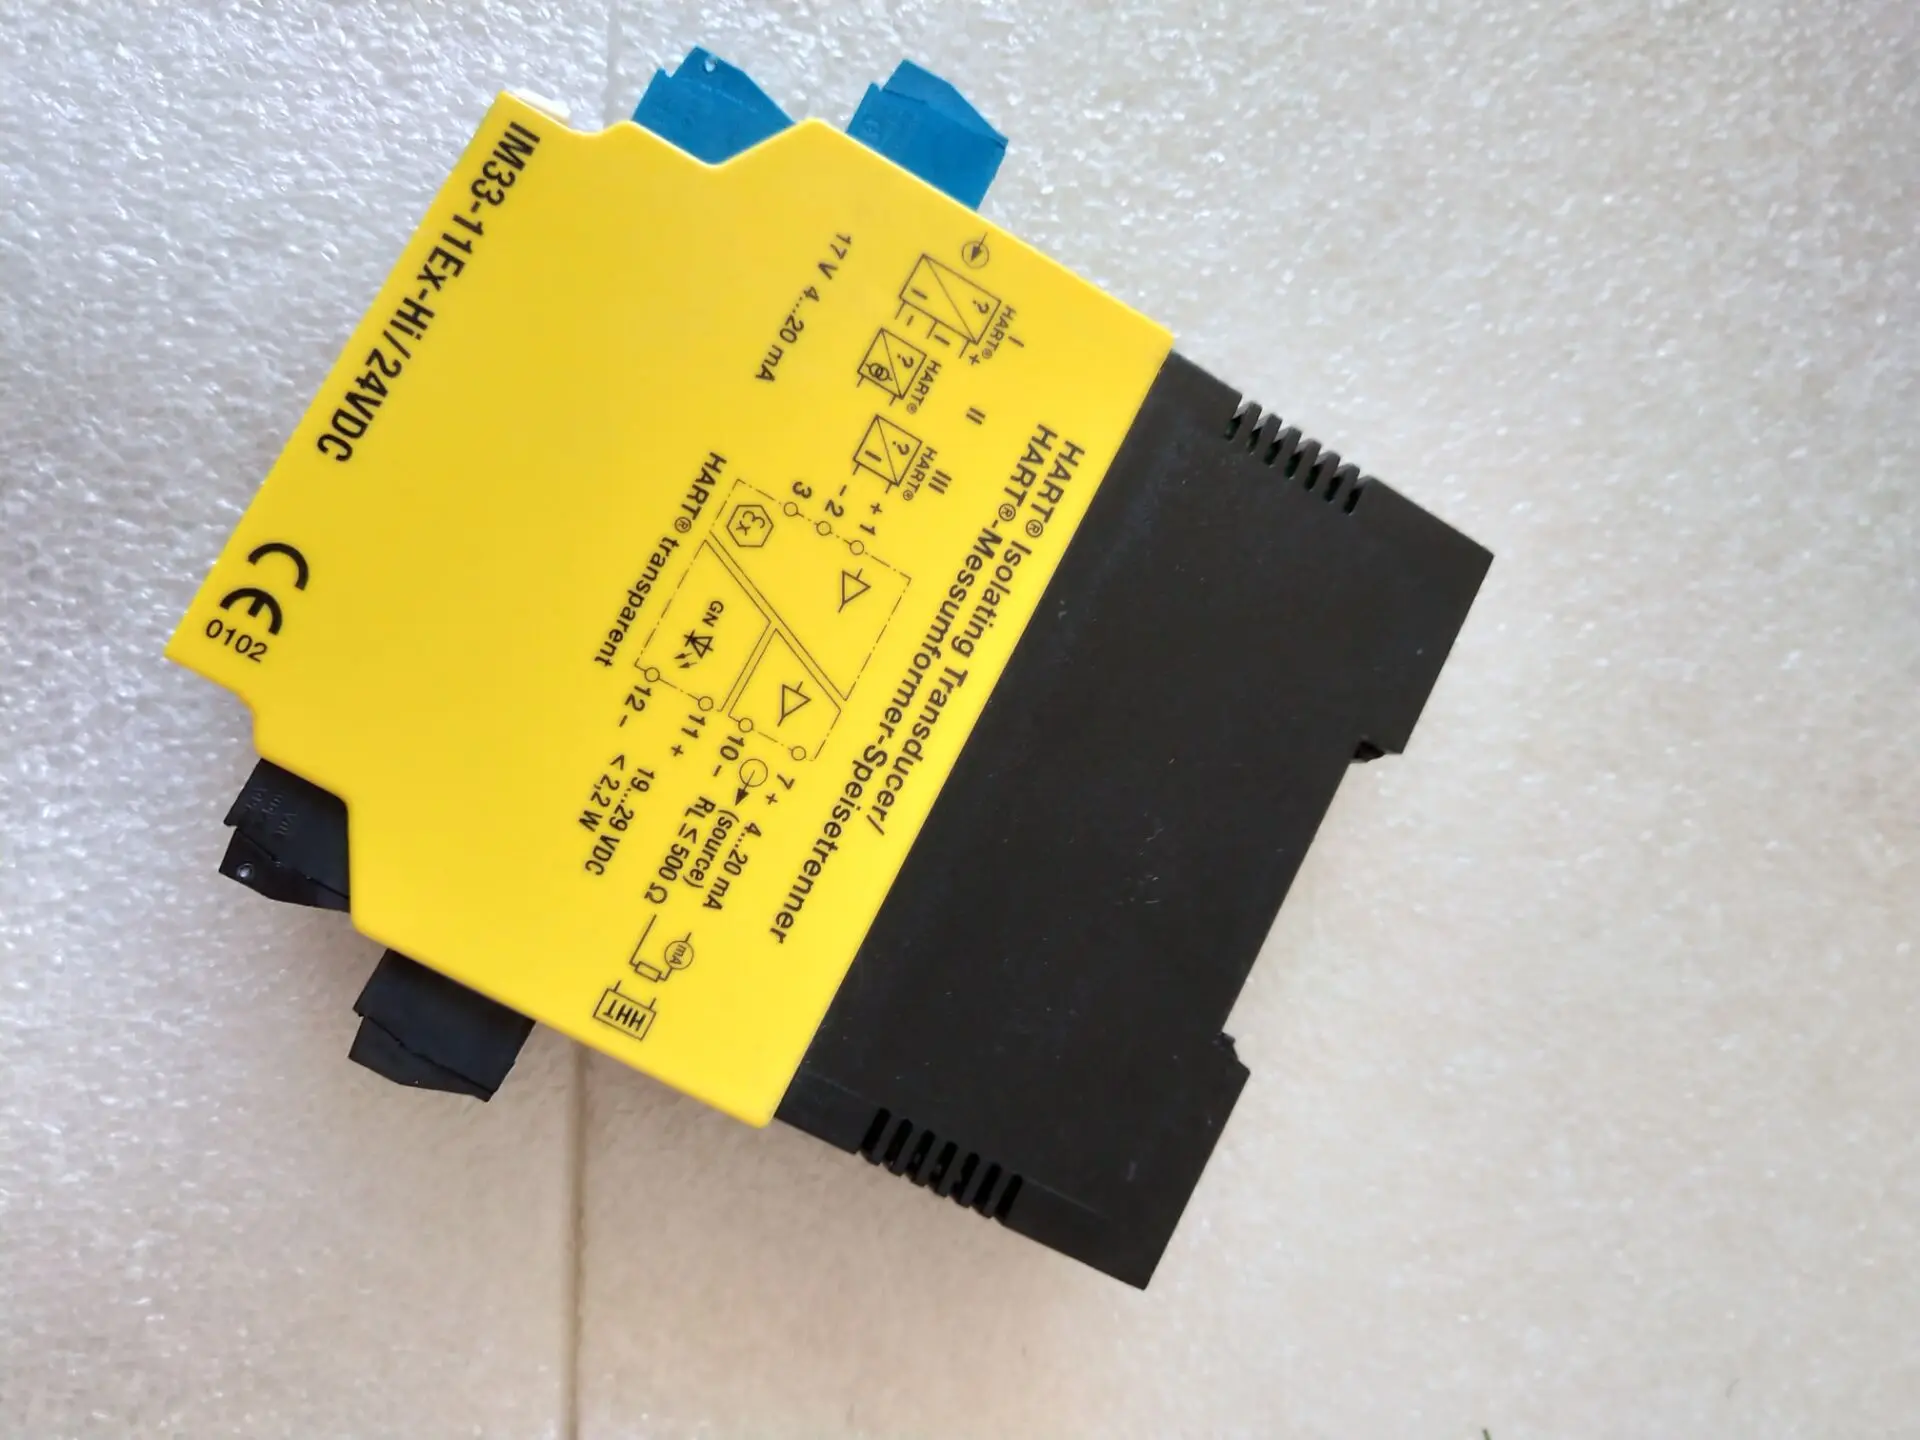 IM33-11Ex-Hi/24VDC
17 V 4...20 mA
I
HART®
?
+
-
II
HART®
?
III
HART®
?
HART® Isolating Transducer/
HART®-Messumformer-Speisetrenner
+ 1
- 2
3
Ex
GN
HART® transparent
7 +
10 -
11 +
12 -
4...20 mA
(source)
RL ≤ 500 Ω
19...29 VDC
< 2,2 W
mA
HHT
CE
0102